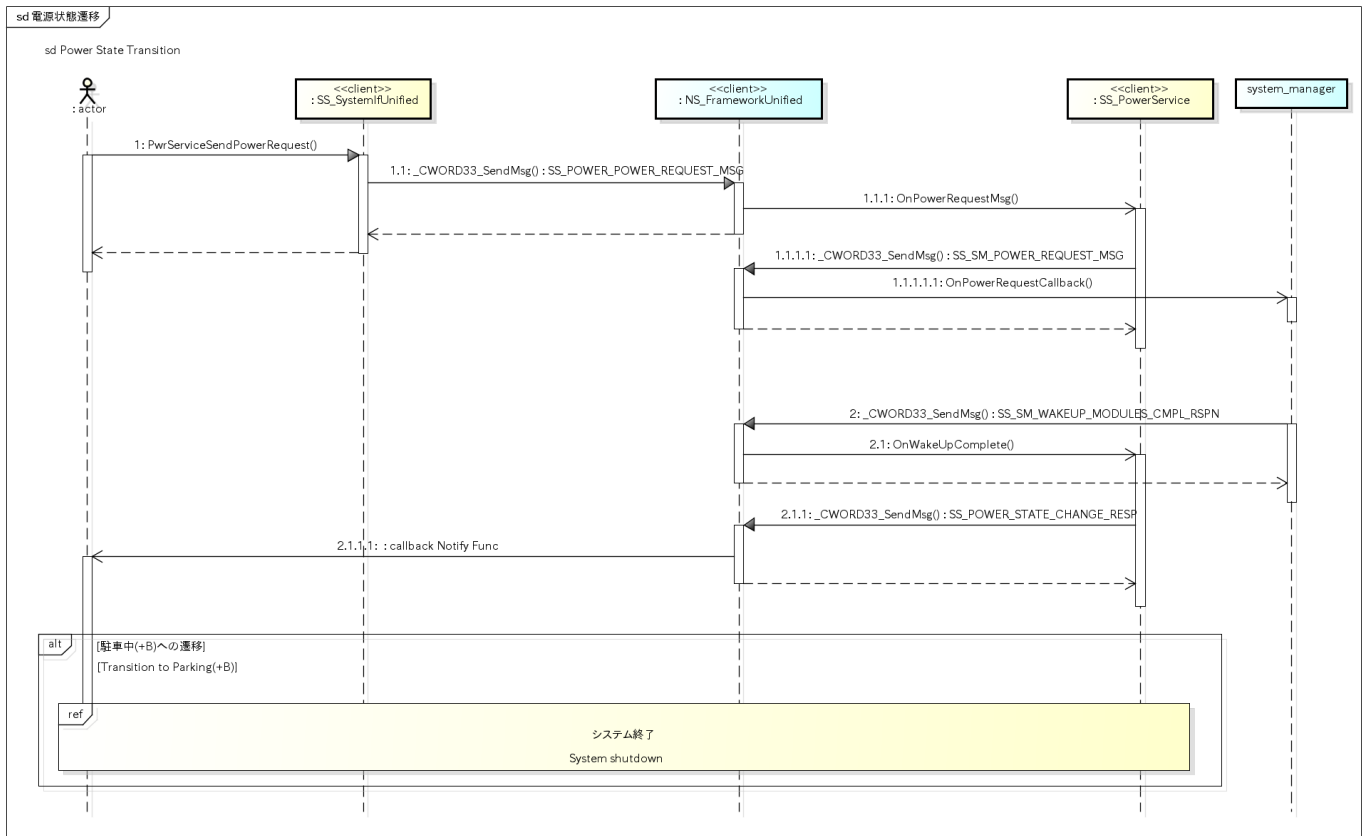 sd 電源状態遷移
sd Power State Transition
: actor
<<client>>
: SS_SystemIfUnified
<<client>>
: NS_FrameworkUnified
<<client>>
: SS_PowerService
system_manager
1: PwrServiceSendPowerRequest()
1.1: _CWORD33_SendMsg() : SS_POWER_POWER_REQUEST_MSG
1.1.1: OnPowerRequestMsg()
1.1.1.1: _CWORD33_SendMsg() : SS_SM_POWER_REQUEST_MSG
1.1.1.1.1: OnPowerRequestCallback()
2: _CWORD33_SendMsg() : SS_SM_WAKEUP_MODULES_CMPL_RSPN
2.1: OnWakeUpComplete()
2.1.1: _CWORD33_SendMsg() : SS_POWER_STATE_CHANGE_RESP
2.1.1.1: : callback Notify Func
alt
[駐車中(+B)への遷移]
[Transition to Parking(+B)]
ref
システム終了
System shutdown